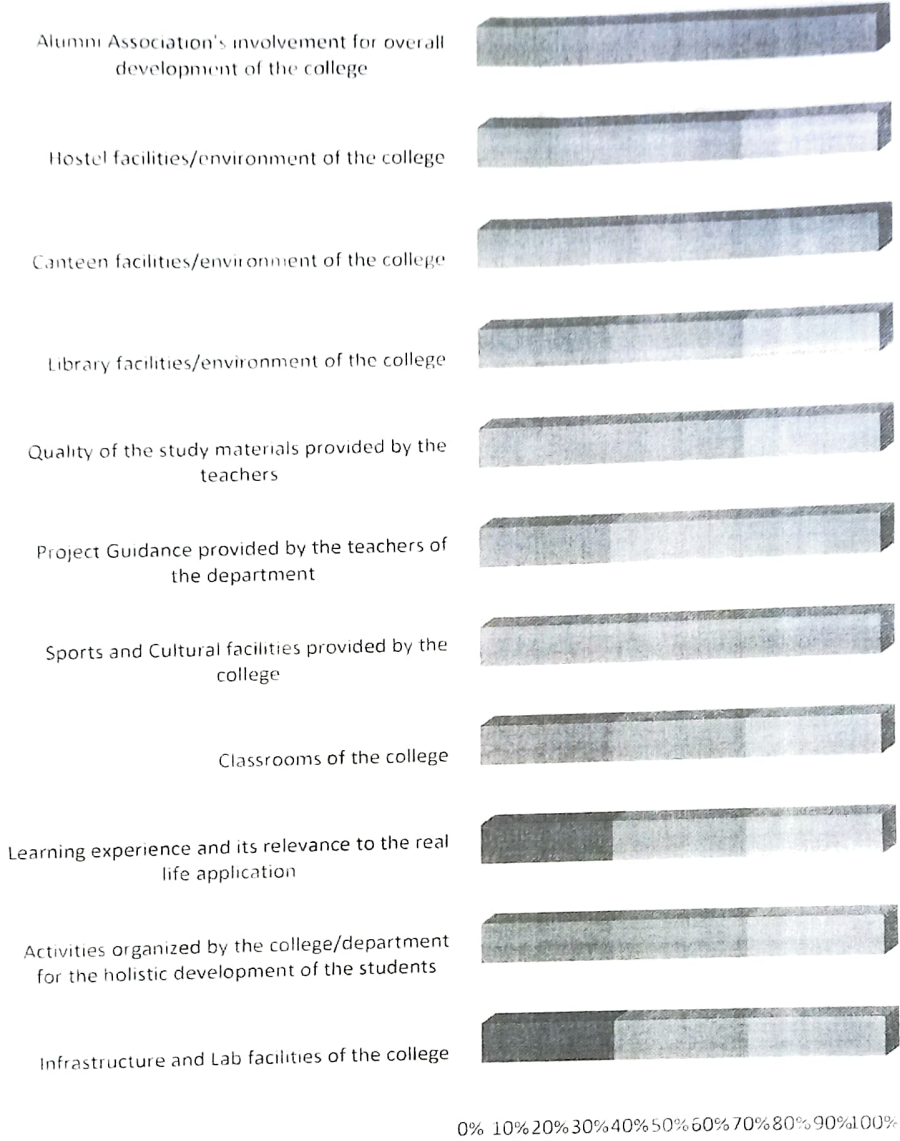 Alumni Association's involvement for overall
development of the college
Hostel facilities/environment of the college
Canteen facilities/environment of the college
Library facilities/environment of the college
Quality of the study materials provided by the
teachers
Project Guidance provided by the teachers of
the department
Sports and Cultural facilities provided by the
college
Classrooms of the college
Learning experience and its relevance to the real
life application
Activities organized by the college/department
for the holistic development of the students
Infrastructure and Lab facilities of the college
0% 10%20%30%40%50%60%70%80%90%100%